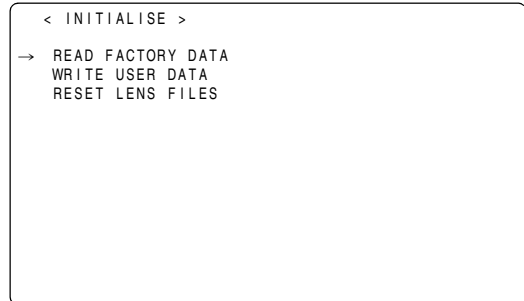 < INITIALISE >
→ READ FACTORY DATA
WRITE USER DATA
RESET LENS FILES